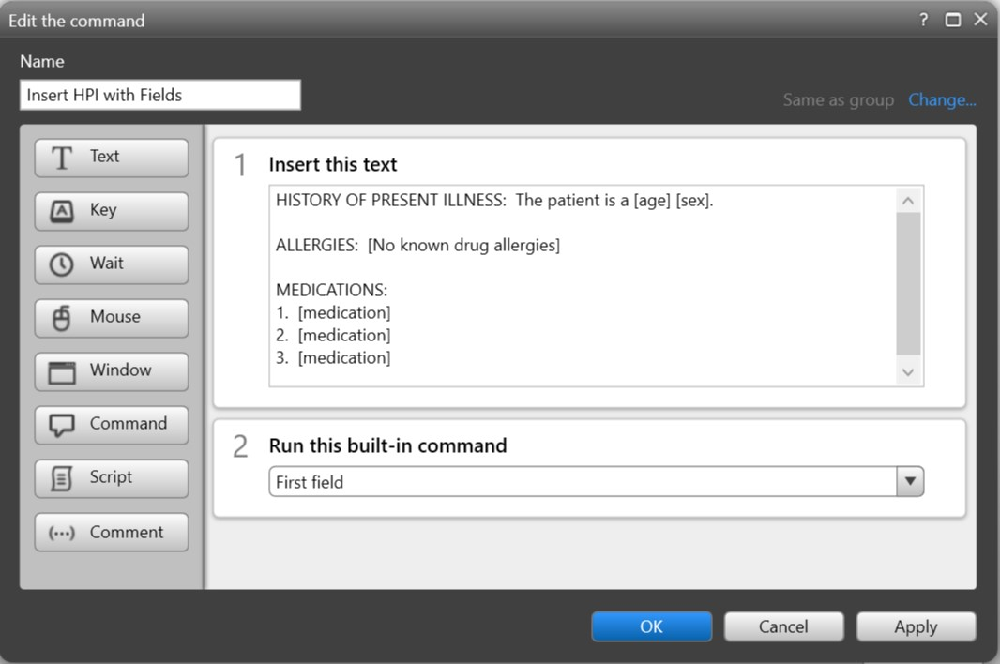 Edit the command
?
Name
Insert HPI with Fields
Same as group Change...
Text
Key
Wait
Mouse
Window
Command
Script
(···) Comment
1 Insert this text
HISTORY OF PRESENT ILLNESS:  The patient is a [age] [sex].
ALLERGIES:  [No known drug allergies]
MEDICATIONS:
1.  [medication]
2.  [medication]
3.  [medication]
2 Run this built-in command
First field
OK Cancel Apply